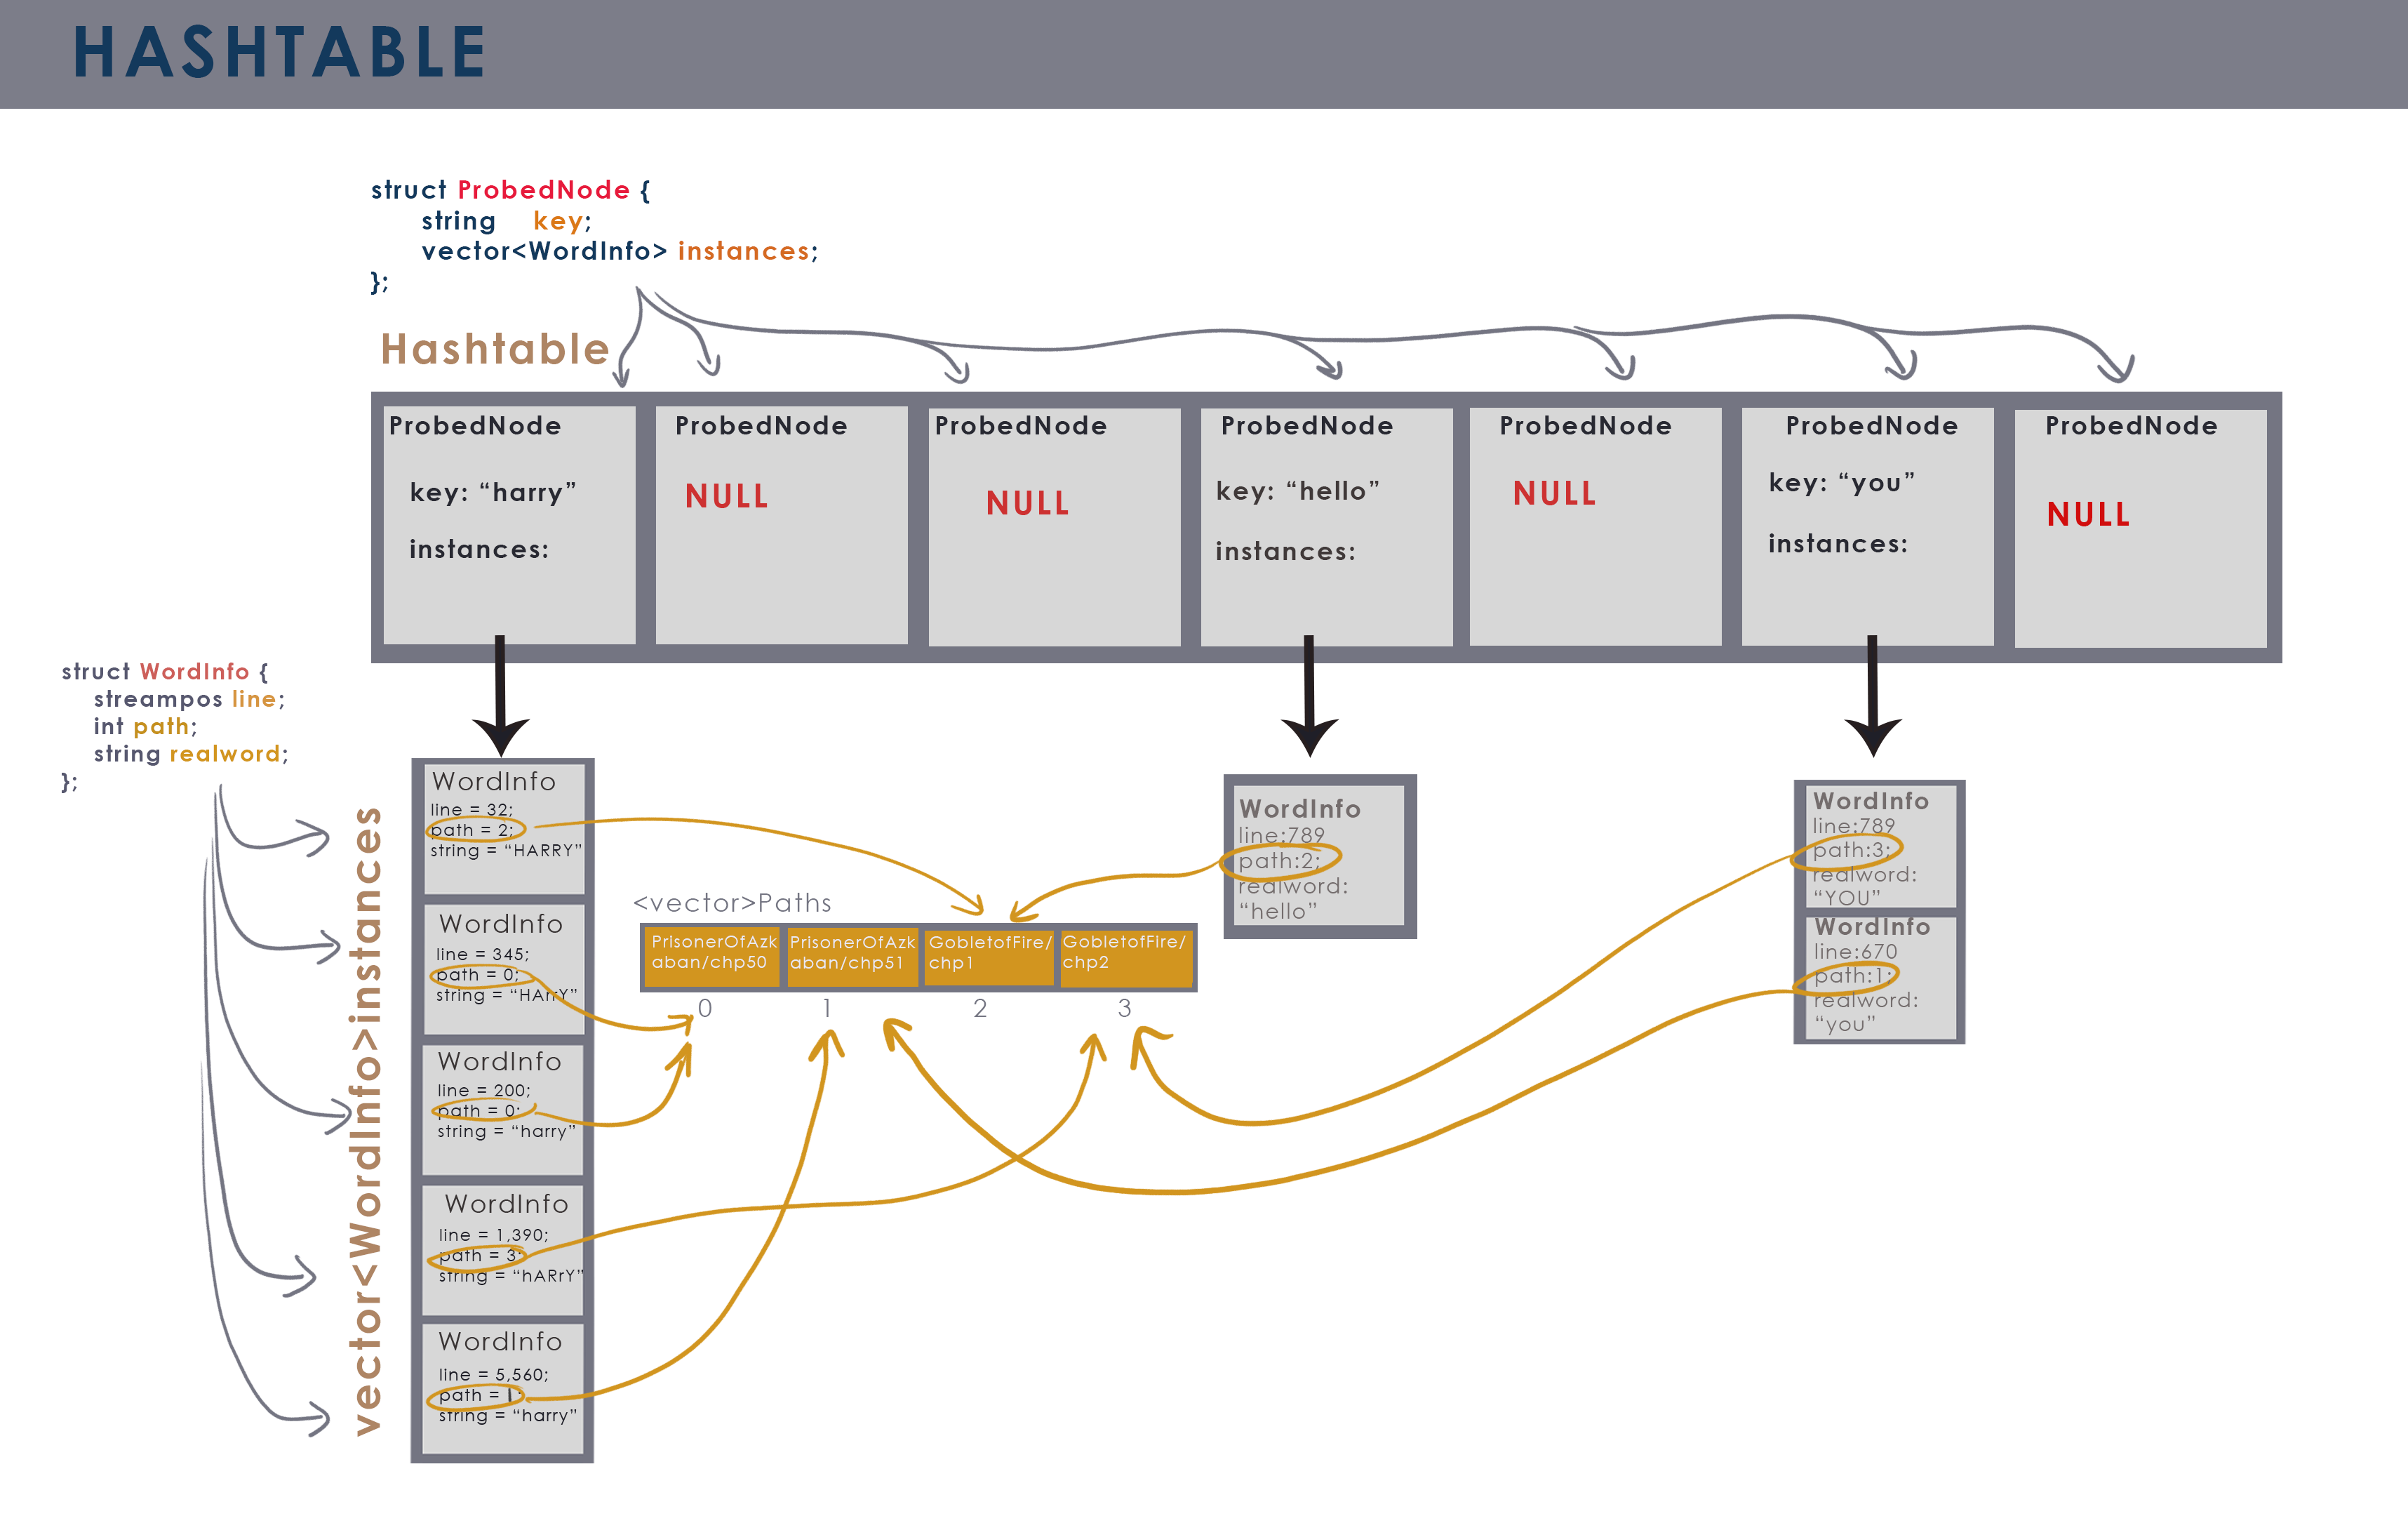 HASHTABLE
struct ProbedNode {
string key;
vector<WordInfo> instances;
};
Hashtable
ProbedNode
key: “harry”
instances:
ProbedNode
NULL
ProbedNode
NULL
ProbedNode
key: “hello”
instances:
ProbedNode
NULL
ProbedNode
key: “you”
instances:
ProbedNode
NULL
struct WordInfo {
streampos line;
int path;
string realword;
};
vector<WordInfo>instances
WordInfo
line = 32;
path = 2;
string = “HARRY”
WordInfo
line = 345;
path = 0;
string = “HArrY”
WordInfo
line = 200;
path = 0;
string = “harry”
WordInfo
line = 1,390;
path = 3;
string = “hARrY”
WordInfo
line = 5,560;
path = 1;
string = “harry”
<vector>Paths
PrisonerOfAzk
aban/chp50
PrisonerOfAzk
aban/chp51
GobletofFire/
chp1
GobletofFire/
chp2
0
1
2
3
WordInfo
line:789
path:2;
realword:
“hello”
WordInfo
line:789
path:3;
realword:
“YOU”
WordInfo
line:670
path:1;
realword:
“you”